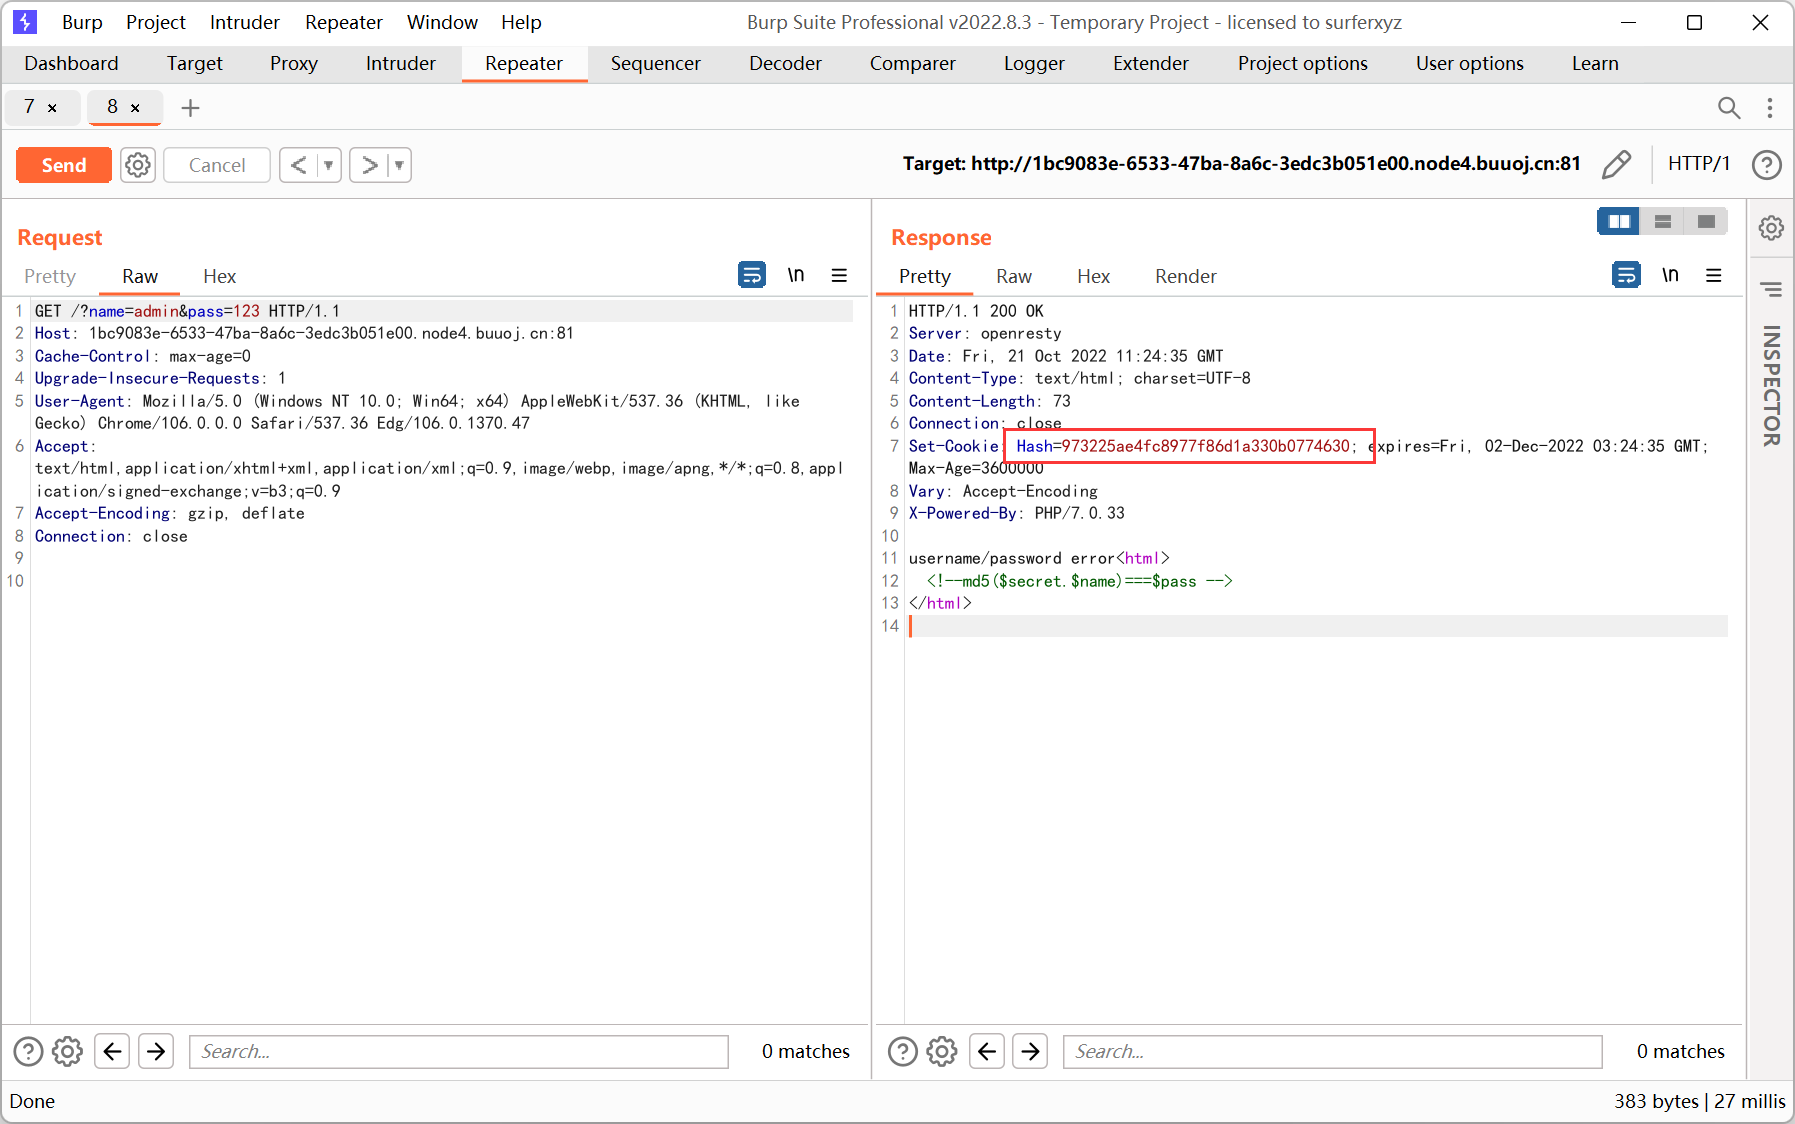 Burp Project Intruder Repeater Window Help Burp Suite Professional v2022.8.3 - Temporary Project - licensed to surferxyz
Dashboard Target Proxy Intruder Repeater Sequencer Decoder Comparer Logger Extender Project options User options Learn
7 × 8 × +
Send Cancel < > Target: http://1bc9083e-6533-47ba-8a6c-3edc3b051e00.node4.buuoj.cn:81 HTTP/1 ?
Request
Pretty Raw Hex \n
1 GET /?name=admin&pass=123 HTTP/1.1
2 Host: 1bc9083e-6533-47ba-8a6c-3edc3b051e00.node4.buuoj.cn:81
3 Cache-Control: max-age=0
4 Upgrade-Insecure-Requests: 1
5 User-Agent: Mozilla/5.0 (Windows NT 10.0; Win64; x64) AppleWebKit/537.36 (KHTML, like
Gecko) Chrome/106.0.0.0 Safari/537.36 Edg/106.0.1370.47
6 Accept:
text/html,application/xhtml+xml,application/xml;q=0.9,image/webp,image/apng,*/*;q=0.8,appl
ication/signed-exchange;v=b3;q=0.9
7 Accept-Encoding: gzip, deflate
8 Connection: close
9
10
Search... 0 matches
Response
Pretty Raw Hex Render \n
1 HTTP/1.1 200 OK
2 Server: openresty
3 Date: Fri, 21 Oct 2022 11:24:35 GMT
4 Content-Type: text/html; charset=UTF-8
5 Content-Length: 73
6 Connection: close
7 Set-Cookie: Hash=973225ae4fc8977f86d1a330b0774630; expires=Fri, 02-Dec-2022 03:24:35 GMT;
Max-Age=3600000
8 Vary: Accept-Encoding
9 X-Powered-By: PHP/7.0.33
10
11 username/password error<html>
12 <!--md5($secret.$name)===$pass -->
13 </html>
14
Search... 0 matches
INSPECTOR
Done 383 bytes | 27 millis